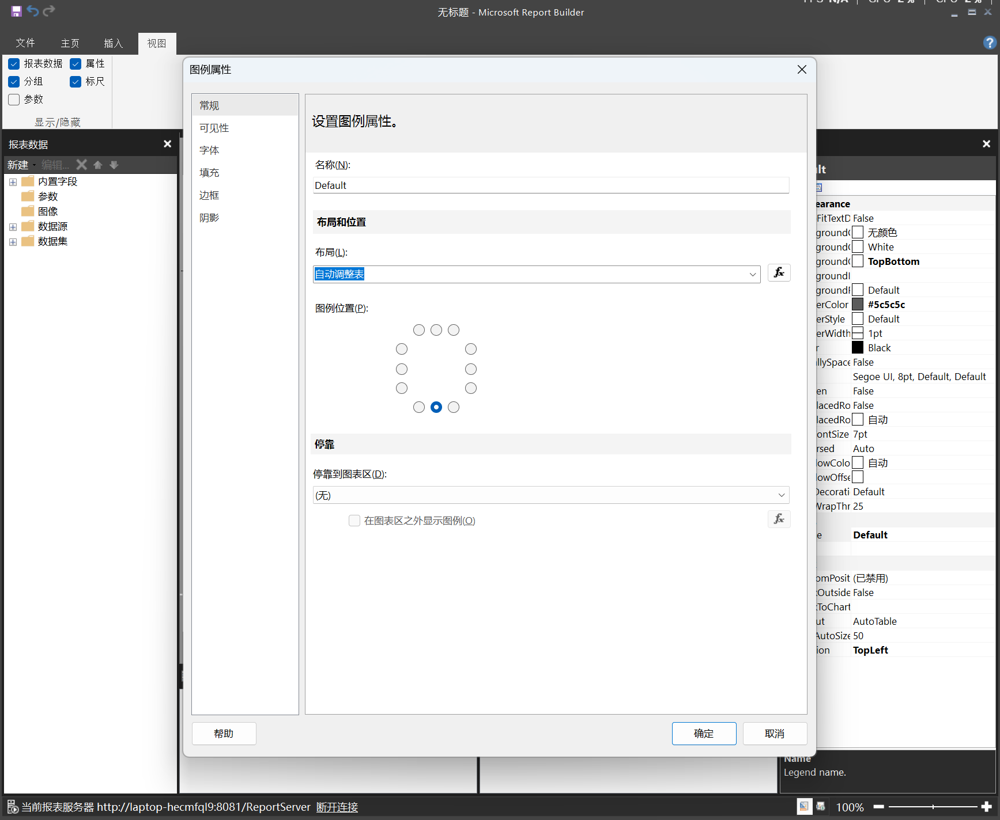 无标题 - Microsoft Report Builder
文件 主页 插入 视图
报表数据 属性
分组 标尺
参数
显示/隐藏
报表数据
新建 编辑...
内置字段
参数
图像
数据源
数据集
图例属性
常规
可见性
字体
填充
边框
阴影
设置图例属性。
名称(N):
Default
布局和位置
布局(L):
自动调整表
fx
图例位置(P):
停靠
停靠到图表区(D):
(无)
在图表区之外显示图例(O)
fx
帮助
确定
取消
lt
earance
FitTextD False
groundC 无颜色
groundC White
groundC TopBottom
groundI
groundF Default
erColor #5c5c5c
erStyle Default
erWidth 1pt
r Black
llySpace False
Segoe UI, 8pt, Default, Default
en False
lacedRo False
lacedRo 自动
ontSize 7pt
rsed Auto
lowColo 自动
lowOffse
Decorati Default
WrapThr 25
e Default
omPosit (已禁用)
kOutside False
kToChart
ut AutoTable
AutoSize 50
ion TopLeft
Name
Legend name.
当前报表服务器 http://laptop-hecmfql9:8081/ReportServer 断开连接
100%